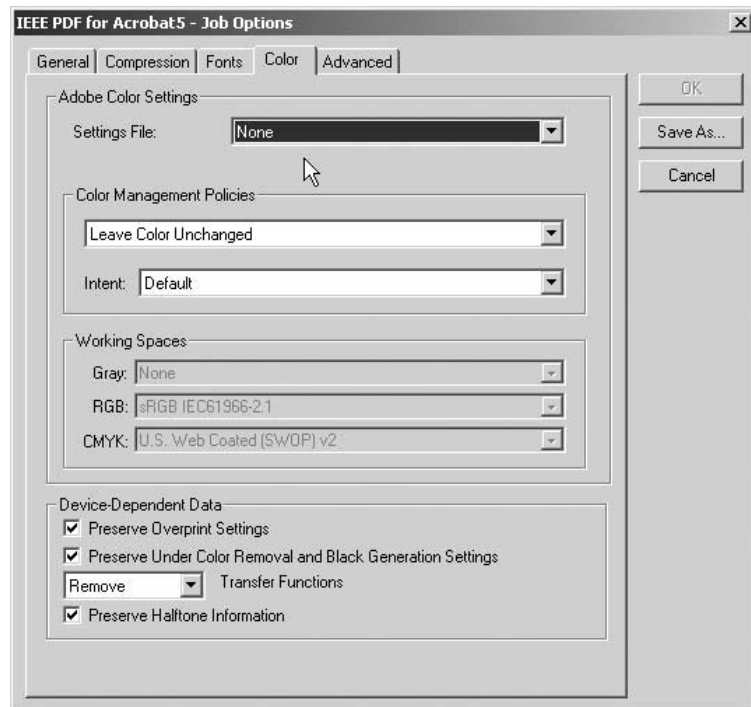 IEEE PDF for Acrobat5 - Job Options
General Compression Fonts Color Advanced
OK
Save As...
Cancel
Adobe Color Settings
Settings File: None
Color Management Policies
Leave Color Unchanged
Intent: Default
Working Spaces
Gray: None
RGB: sRGB IEC61966-2.1
CMYK: U.S. Web Coated (SWOP) v2
Device-Dependent Data
Preserve Overprint Settings
Preserve Under Color Removal and Black Generation Settings
Remove Transfer Functions
Preserve Halftone Information